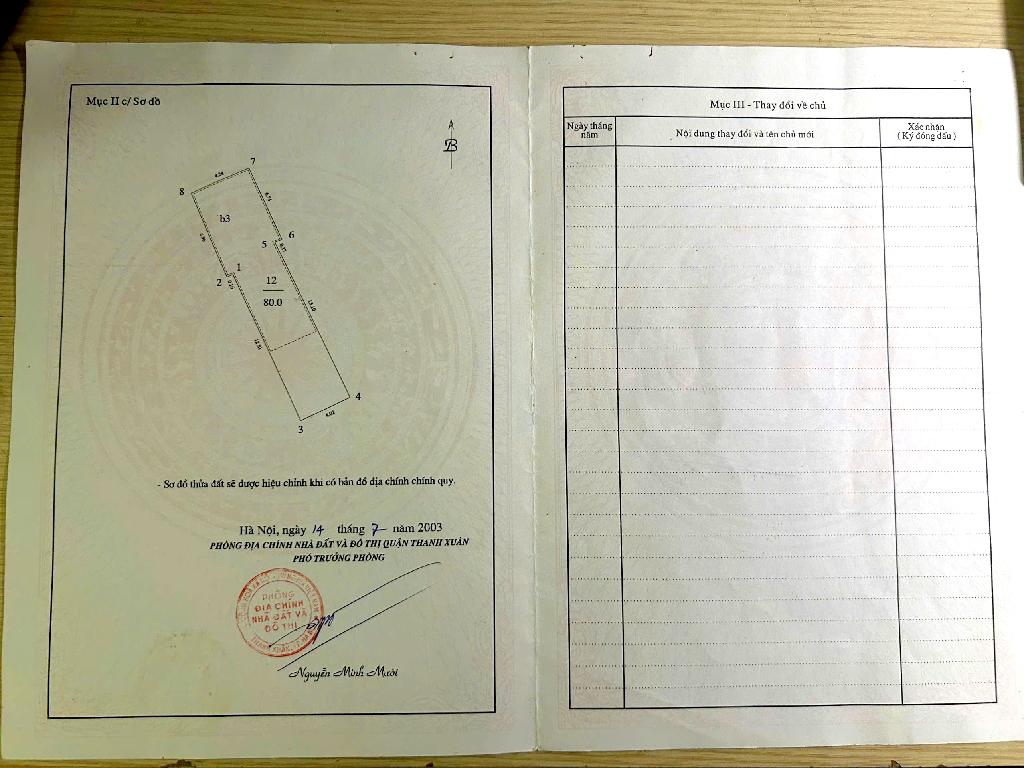 Mục II c/ Sơ đồ
B
7
8
b3
6
5
1
2
12
80.0
4
3
- Sơ đồ thửa đất sẽ được hiệu chỉnh khi có bản đồ địa chính chính quy.
Hà Nội, ngày 14 tháng 7 năm 2003
PHÒNG ĐỊA CHÍNH NHÀ ĐẤT VÀ ĐÔ THỊ QUẬN THANH XUÂN
PHÓ TRƯỞNG PHÒNG
PHÒNG
ĐỊA CHÍNH
NHÀ ĐẤT VÀ
ĐÔ THỊ
Nguyễn Minh Mười
Mục III - Thay đổi về chủ
Ngày tháng
năm
Nội dung thay đổi và tên chủ mới
Xác nhận
( Ký đóng dấu )